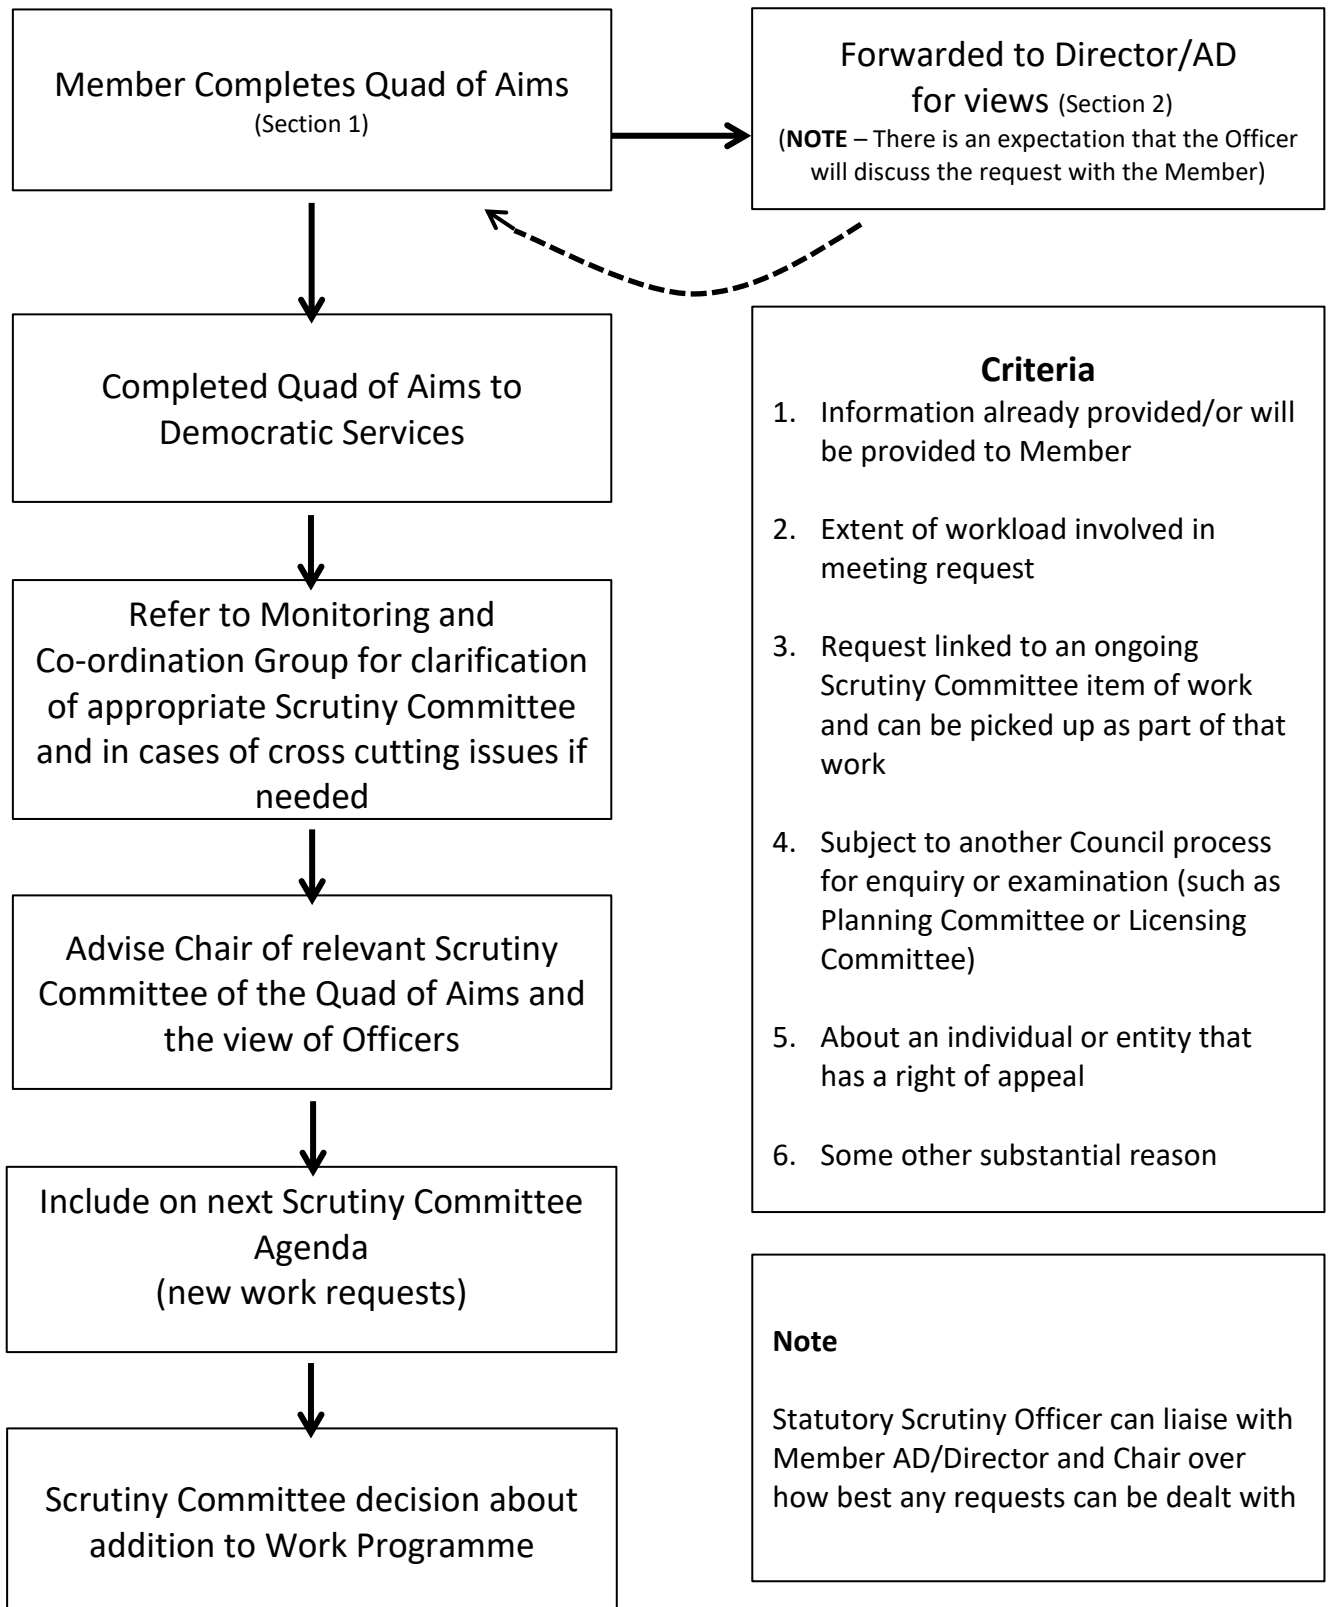 Member Completes Quad of Aims
(Section 1)
Forwarded to Director/AD
for views (Section 2)
(NOTE – There is an expectation that the Officer
will discuss the request with the Member)
Completed Quad of Aims to
Democratic Services
Refer to Monitoring and
Co-ordination Group for clarification
of appropriate Scrutiny Committee
and in cases of cross cutting issues if
needed
Advise Chair of relevant Scrutiny
Committee of the Quad of Aims and
the view of Officers
Include on next Scrutiny Committee
Agenda
(new work requests)
Scrutiny Committee decision about
addition to Work Programme
Criteria
1. Information already provided/or will
be provided to Member
2. Extent of workload involved in
meeting request
3. Request linked to an ongoing
Scrutiny Committee item of work
and can be picked up as part of that
work
4. Subject to another Council process
for enquiry or examination (such as
Planning Committee or Licensing
Committee)
5. About an individual or entity that
has a right of appeal
6. Some other substantial reason
Note
Statutory Scrutiny Officer can liaise with
Member AD/Director and Chair over
how best any requests can be dealt with